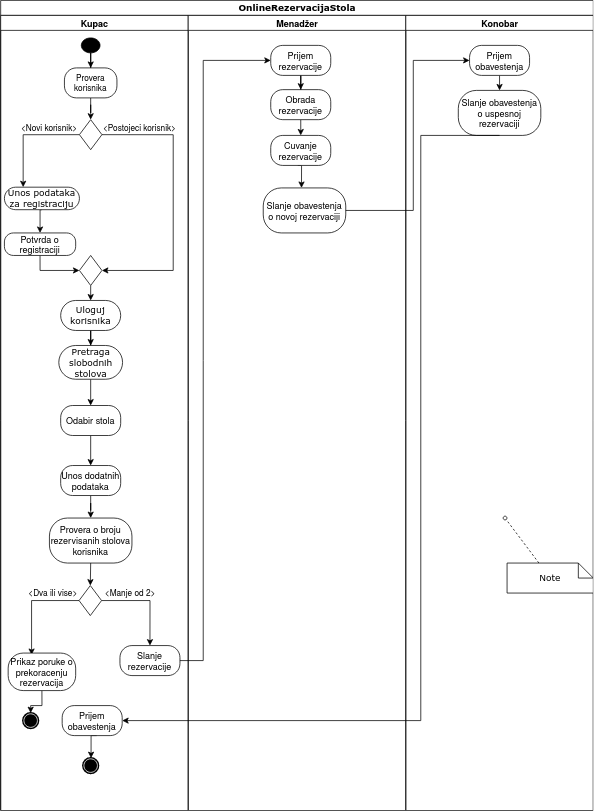 OnlineRezervacijaStola
Kupac
Menadžer
Konobar
Provera
korisnika
<Novi korisnik>
<Postojeci korisnik>
Unos podataka
za registraciju
Potvrda o
registraciji
Uloguj
korisnika
Pretraga
slobodnih
stolova
Odabir stola
Unos dodatnih
podataka
Provera o broju
rezervisanih stolova
korisnika
<Dva ili vise>
<Manje od 2>
Prikaz poruke o
prekoracenju
rezervacija
Slanje
rezervacije
Prijem
obavestenja
Prijem
rezervacije
Obrada
rezervacije
Cuvanje
rezervacije
Slanje obavestenja
o novoj rezervaciji
Prijem
obavestenja
Slanje obavestenja
o uspesnoj
rezervaciji
Note